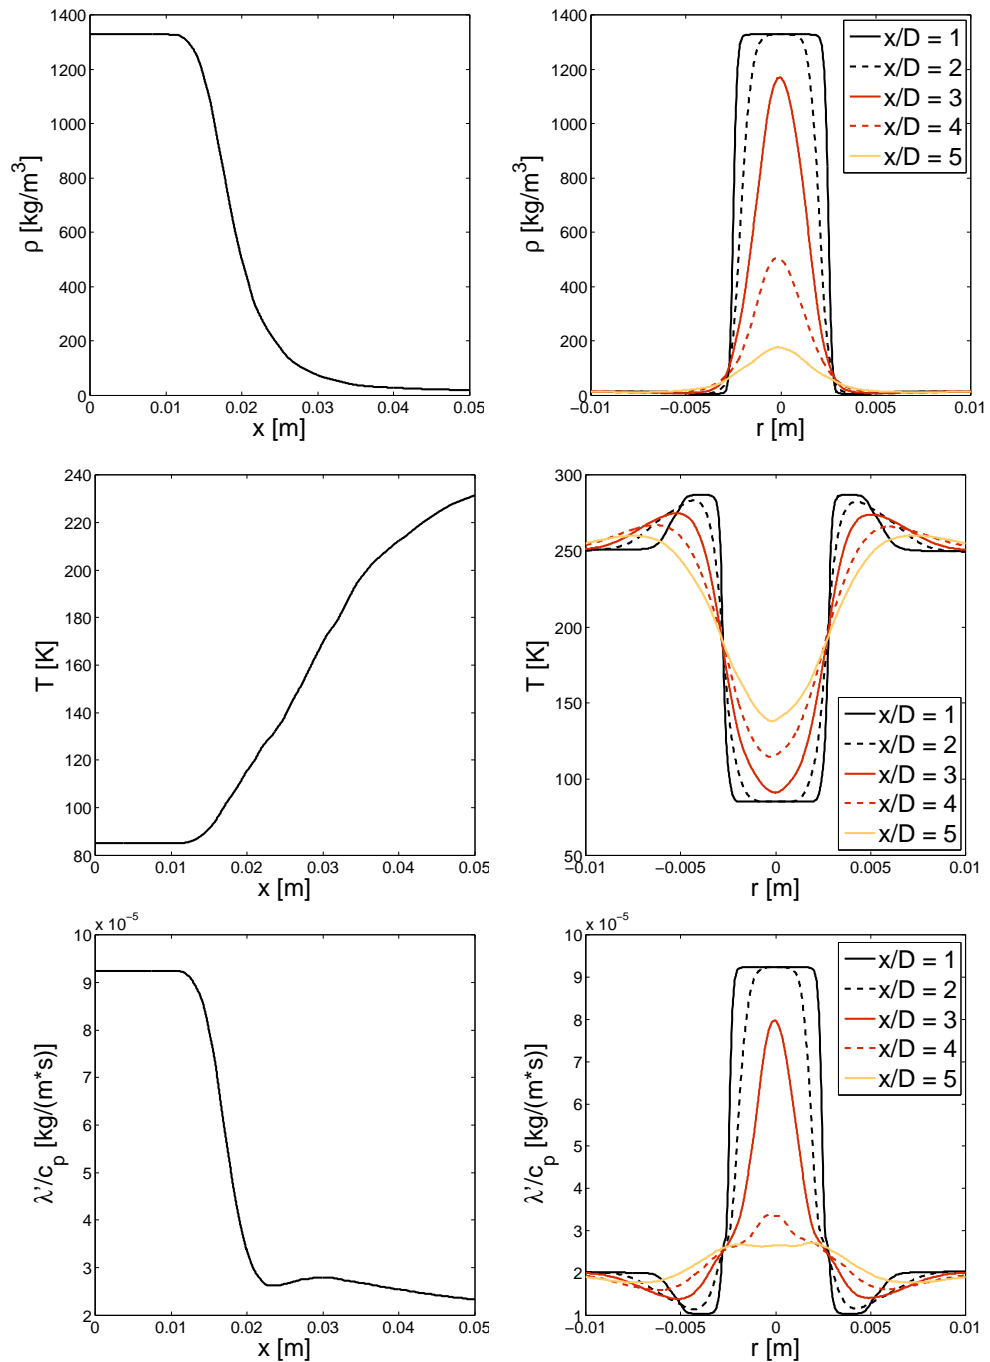 1400
1200
1000
800
600
400
200
0
ρ [kg/m³]
0 0.01 0.02 0.03 0.04 0.05
x [m]
1400
1200
1000
800
600
400
200
0
ρ [kg/m³]
−0.01 −0.005 0 0.005 0.01
r [m]
x/D = 1
x/D = 2
x/D = 3
x/D = 4
x/D = 5
240
220
200
180
160
140
120
100
80
T [K]
0 0.01 0.02 0.03 0.04 0.05
x [m]
300
250
200
150
100
50
T [K]
−0.01 −0.005 0 0.005 0.01
r [m]
x/D = 1
x/D = 2
x/D = 3
x/D = 4
x/D = 5
x 10⁻⁵
10
9
8
7
6
5
4
3
2
λ'/cₚ [kg/(m*s)]
0 0.01 0.02 0.03 0.04 0.05
x [m]
x 10⁻⁵
10
9
8
7
6
5
4
3
2
1
λ'/cₚ [kg/(m*s)]
−0.01 −0.005 0 0.005 0.01
r [m]
x/D = 1
x/D = 2
x/D = 3
x/D = 4
x/D = 5